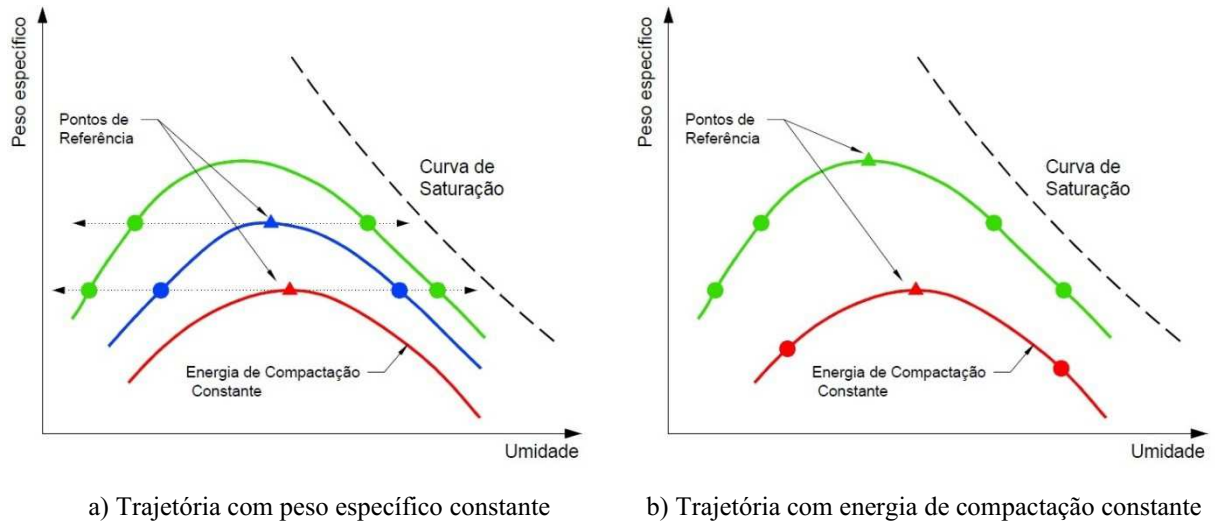 Peso específico
Pontos de
Referência
Curva de
Saturação
Energia de Compactação
Constante
Umidade
a) Trajetória com peso específico constante
Peso específico
Pontos de
Referência
Curva de
Saturação
Energia de Compactação
Constante
Umidade
b) Trajetória com energia de compactação constante